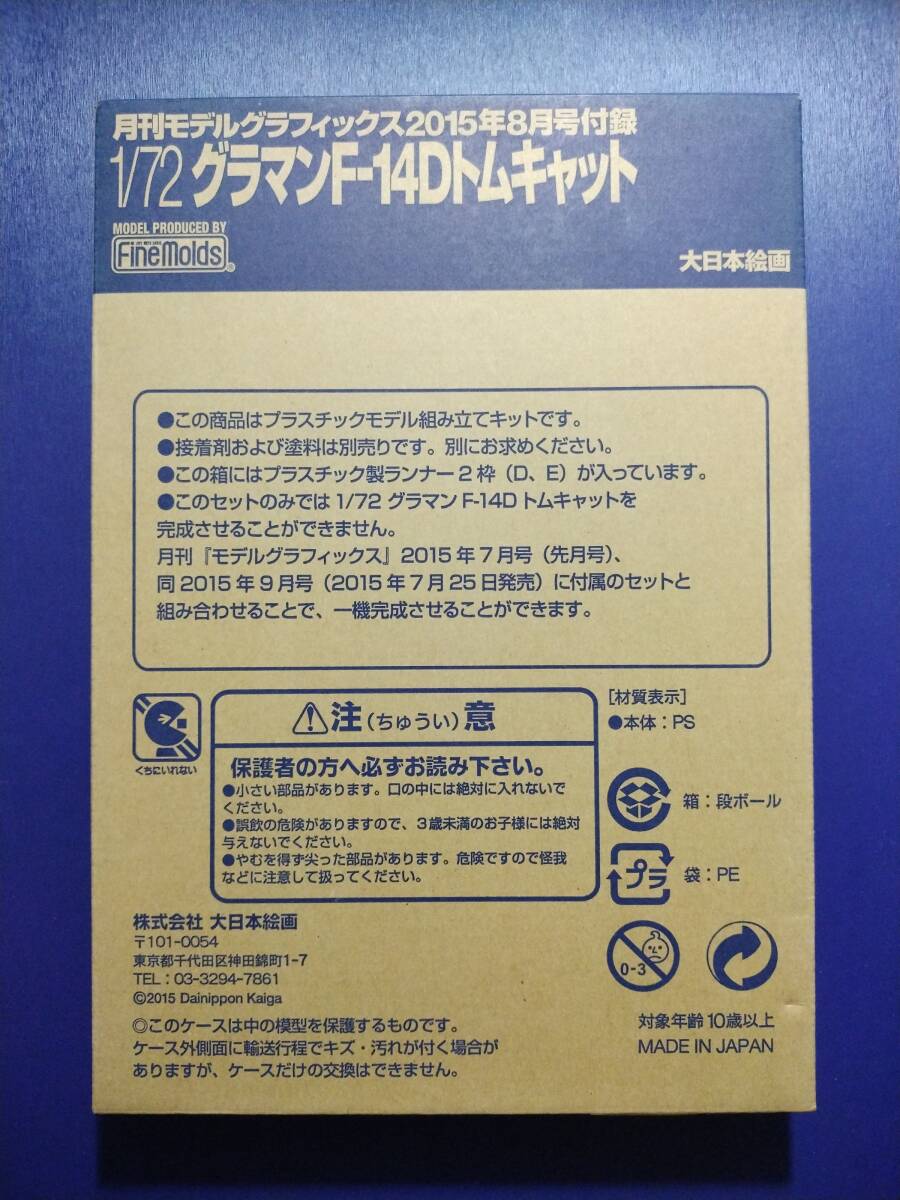 月刊モデルグラフィックス2015年8月号付録
1/72 グラマンF-14Dトムキャット
MODEL PRODUCED BY
FineMolds®
大日本絵画
●この商品はプラスチックモデル組み立てキットです。
●接着剤および塗料は別売りです。別にお求めください。
●この箱にはプラスチック製ランナー2枠（D、E）が入っています。
●このセットのみでは 1/72 グラマン F-14D トムキャットを
完成させることができません。
月刊『モデルグラフィックス』2015年7月号（先月号）、
同2015年9月号（2015年7月25日発売）に付属のセットと
組み合わせることで、一機完成させることができます。
くちにいれない
注（ちゅうい）意
保護者の方へ必ずお読み下さい。
●小さい部品があります。口の中には絶対に入れないで
ください。
●誤飲の危険がありますので、3歳未満のお子様には絶対
与えないでください。
●やむを得ず尖った部品があります。危険ですので怪我
などに注意して扱ってください。
[材質表示]
●本体：PS
箱：段ボール
プラ
袋：PE
0-3
対象年齢10歳以上
MADE IN JAPAN
株式会社 大日本絵画
〒101-0054
東京都千代田区神田錦町1-7
TEL：03-3294-7861
©2015 Dainippon Kaiga
◎このケースは中の模型を保護するものです。
ケース外側面に輸送行程でキズ・汚れが付く場合が
ありますが、ケースだけの交換はできません。